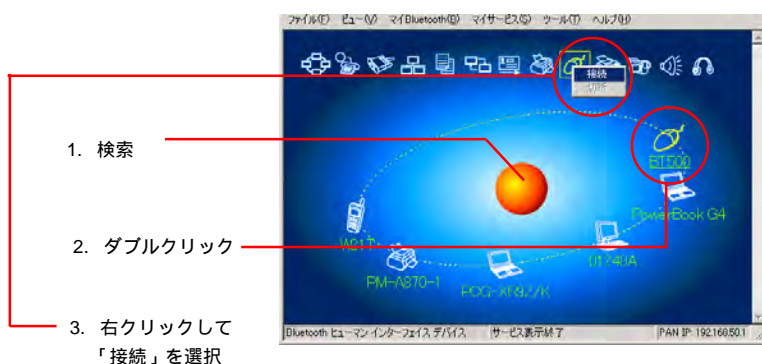 ファイル(F) ビュー(V) マイBluetooth(B) マイサービス(S) ツール(T) ヘルプ(H)
接続
1. 検索
BT500
PowerBook G4
2. ダブルクリック
W21T
PM-A870-1
PCG-XR9Z/K
3. 右クリックして
「接続」を選択
Bluetooth ヒューマン インターフェイス デバイス サービス表示終了 PAN IP: 192.168.50.1